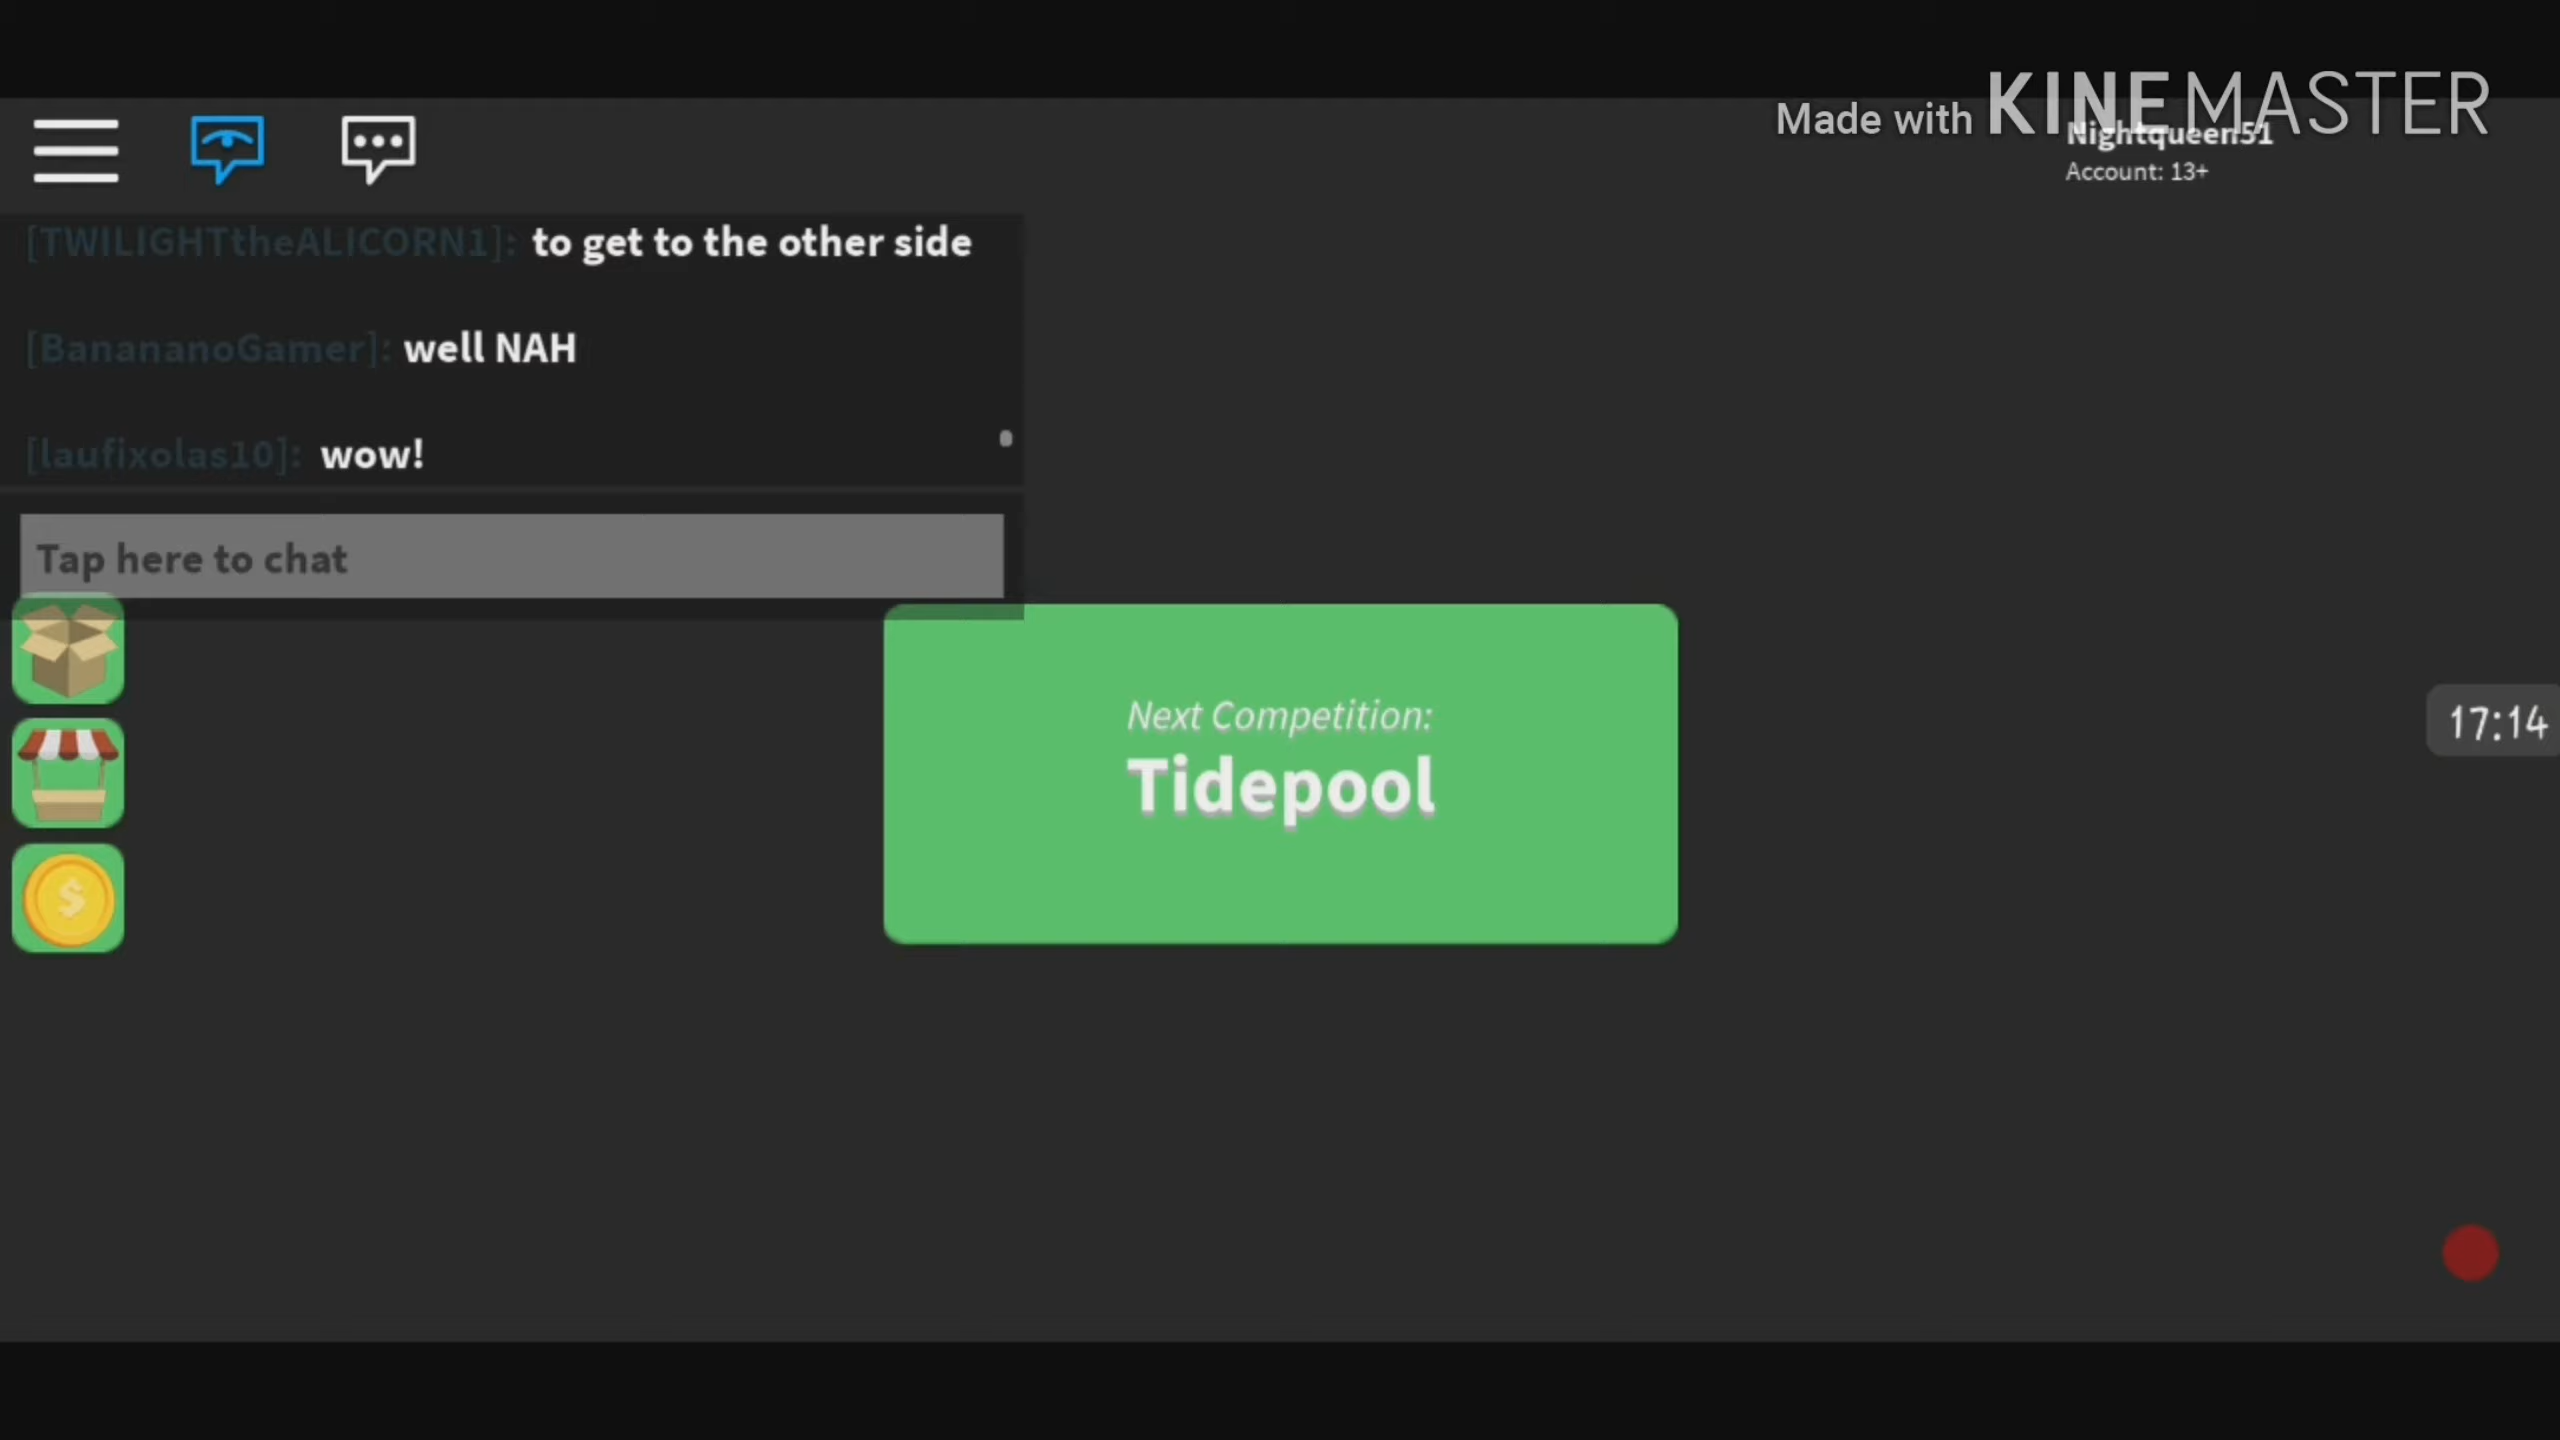 Made with KINEMASTER
Nightqueen51
Account: 13+
[TWILIGHTtheALICORN1]: to get to the other side
[BanananoGamer]: well NAH
[laufixolas10]: wow!
Tap here to chat
Next Competition:
Tidepool
17:14
$